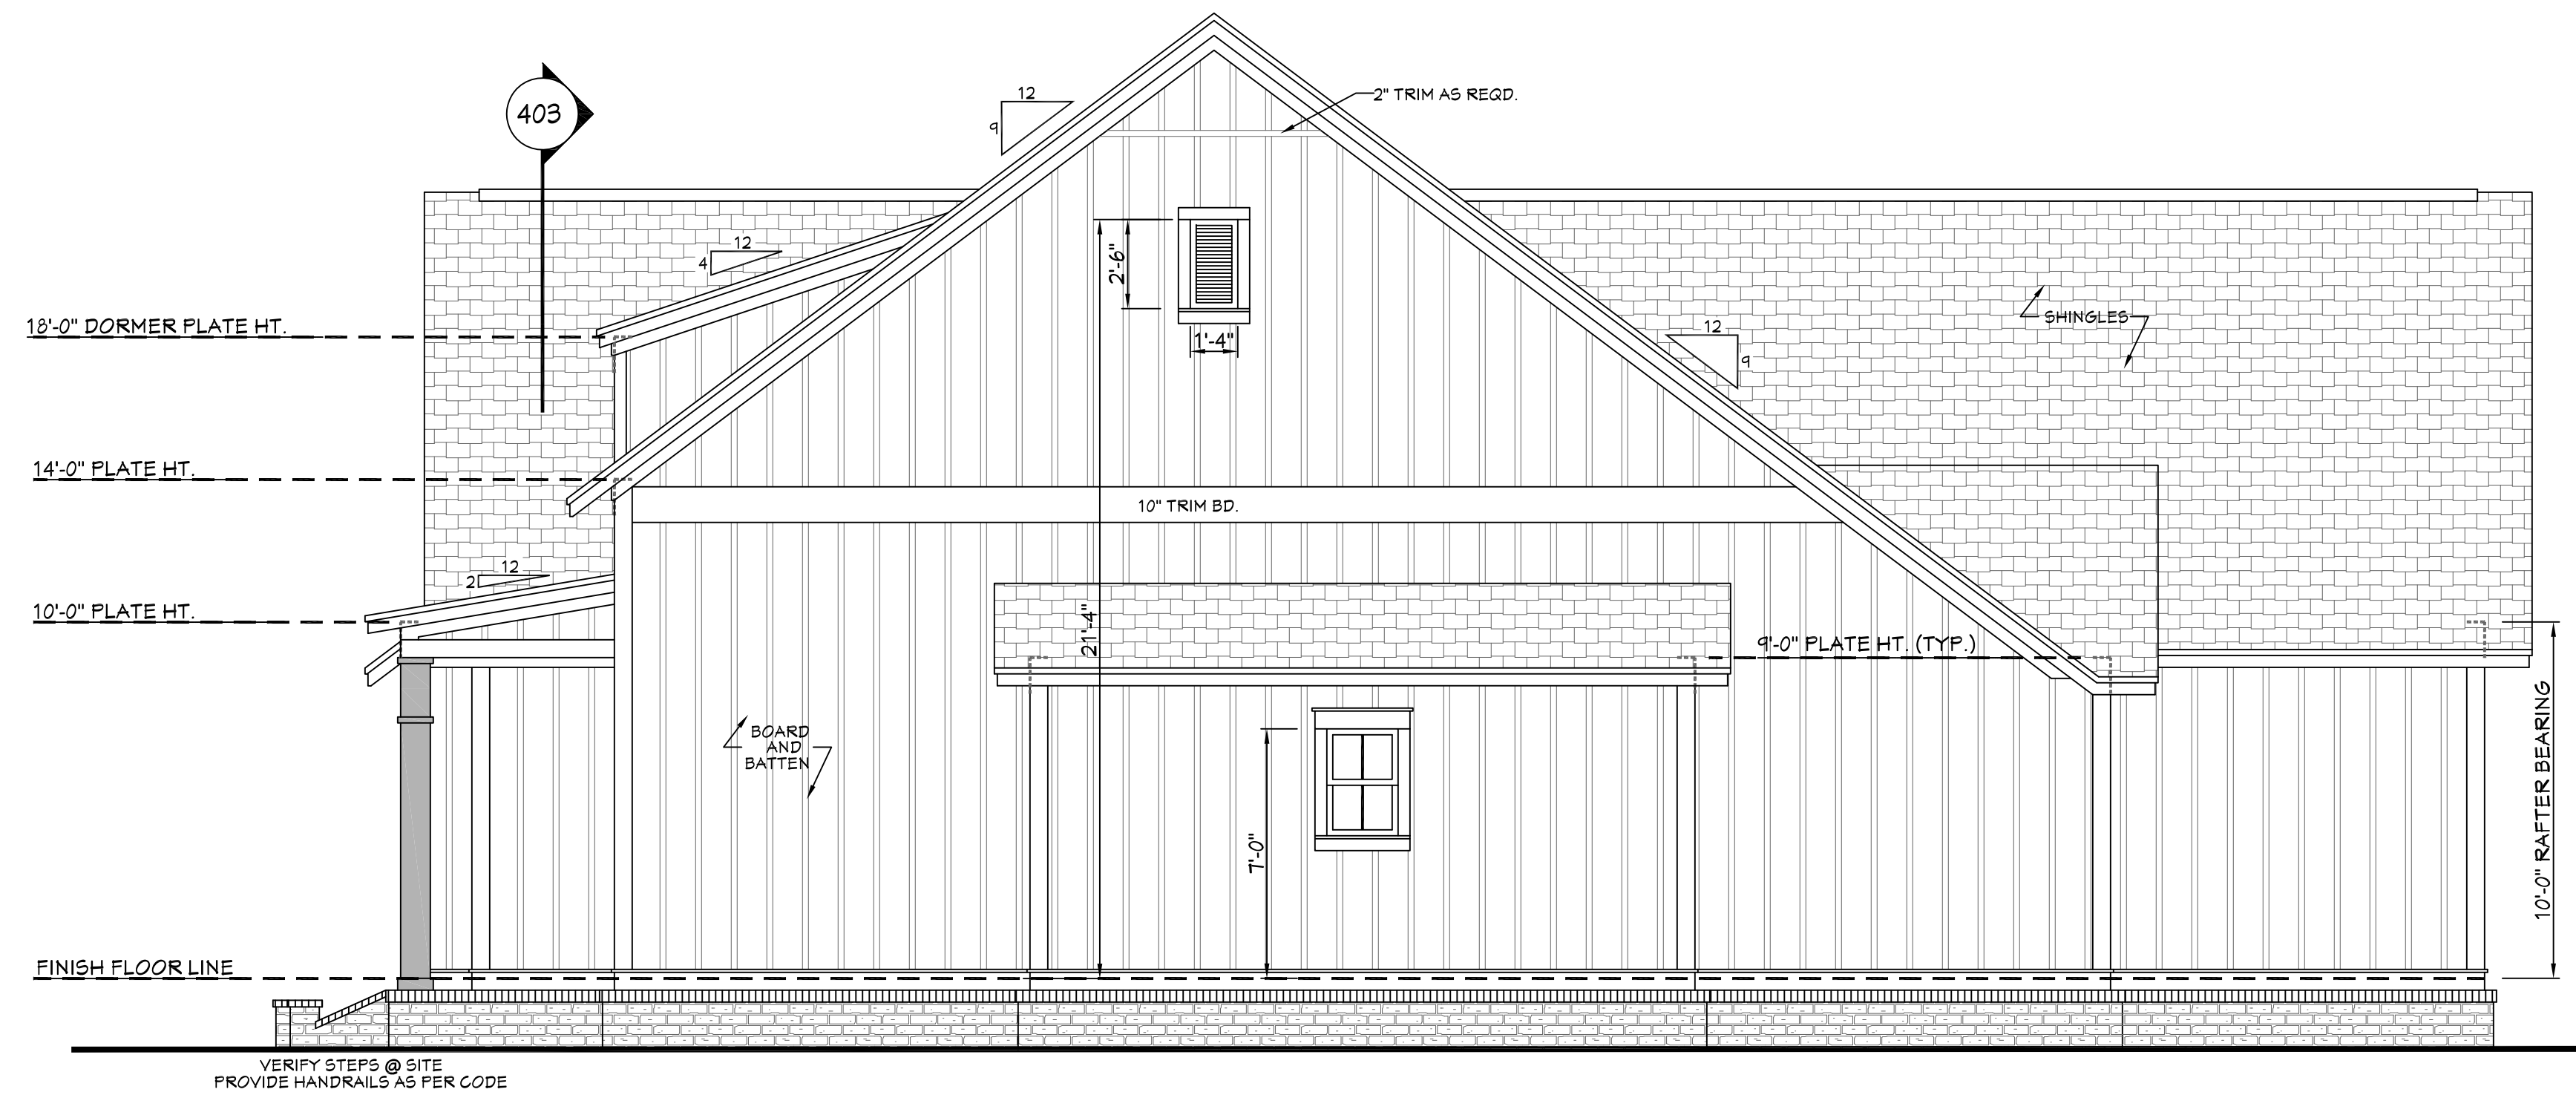 12
9
2" TRIM AS REQD.
403
12
4
2'-6"
18'-0" DORMER PLATE HT.
SHINGLES
12
9
1'-4"
14'-0" PLATE HT.
10" TRIM BD.
12
2
10'-0" PLATE HT.
21'-4"
9'-0" PLATE HT. (TYP.)
BOARD
AND
BATTEN
7'-0"
10'-0" RAFTER BEARING
FINISH FLOOR LINE
VERIFY STEPS @ SITE
PROVIDE HANDRAILS AS PER CODE